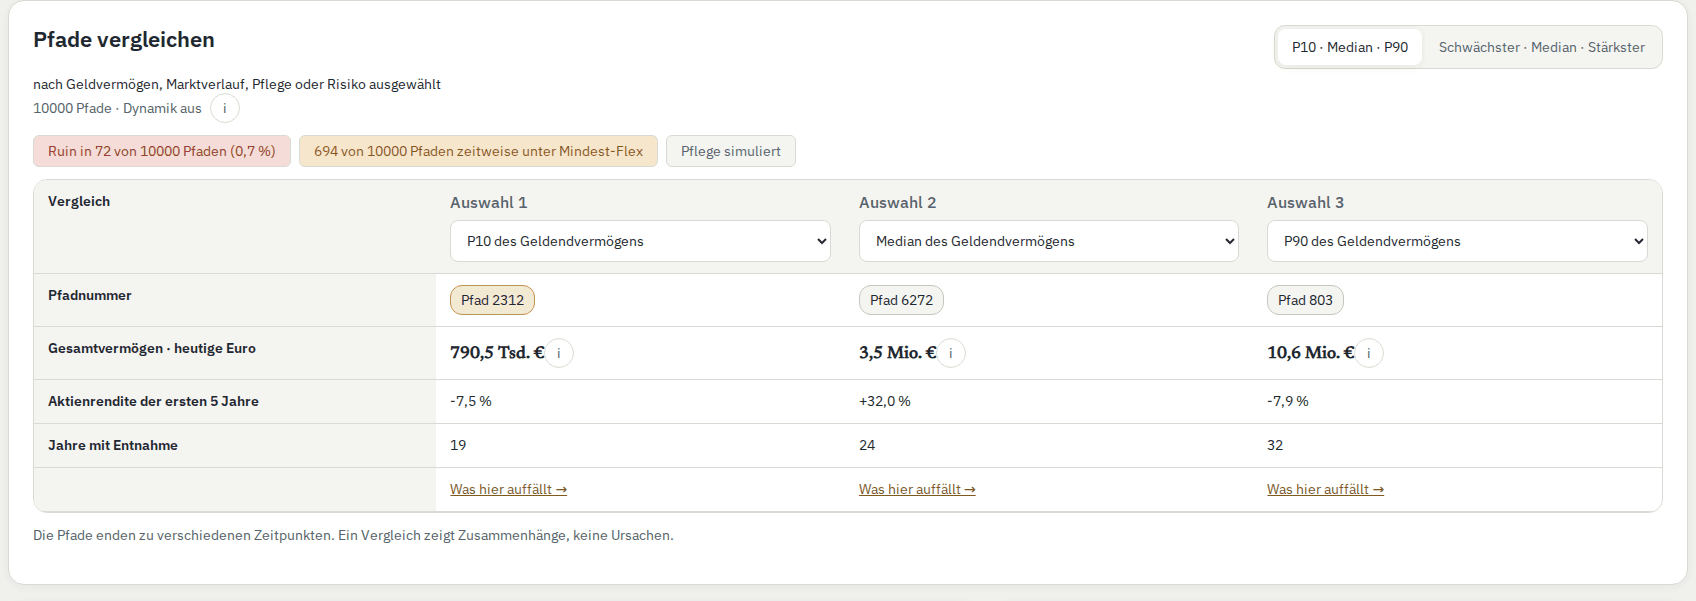 Pfade vergleichen
P10 · Median · P90
Schwächster · Median · Stärkster
nach Geldvermögen, Marktverlauf, Pflege oder Risiko ausgewählt
10000 Pfade · Dynamik aus i
Ruin in 72 von 10000 Pfaden (0,7 %)
694 von 10000 Pfaden zeitweise unter Mindest-Flex
Pflege simuliert
Vergleich
Auswahl 1
Auswahl 2
Auswahl 3
P10 des Geldendvermögens
Median des Geldendvermögens
P90 des Geldendvermögens
Pfadnummer
Pfad 2312
Pfad 6272
Pfad 803
Gesamtvermögen · heutige Euro
790,5 Tsd. € i
3,5 Mio. € i
10,6 Mio. € i
Aktienrendite der ersten 5 Jahre
-7,5 %
+32,0 %
-7,9 %
Jahre mit Entnahme
19
24
32
Was hier auffällt →
Was hier auffällt →
Was hier auffällt →
Die Pfade enden zu verschiedenen Zeitpunkten. Ein Vergleich zeigt Zusammenhänge, keine Ursachen.